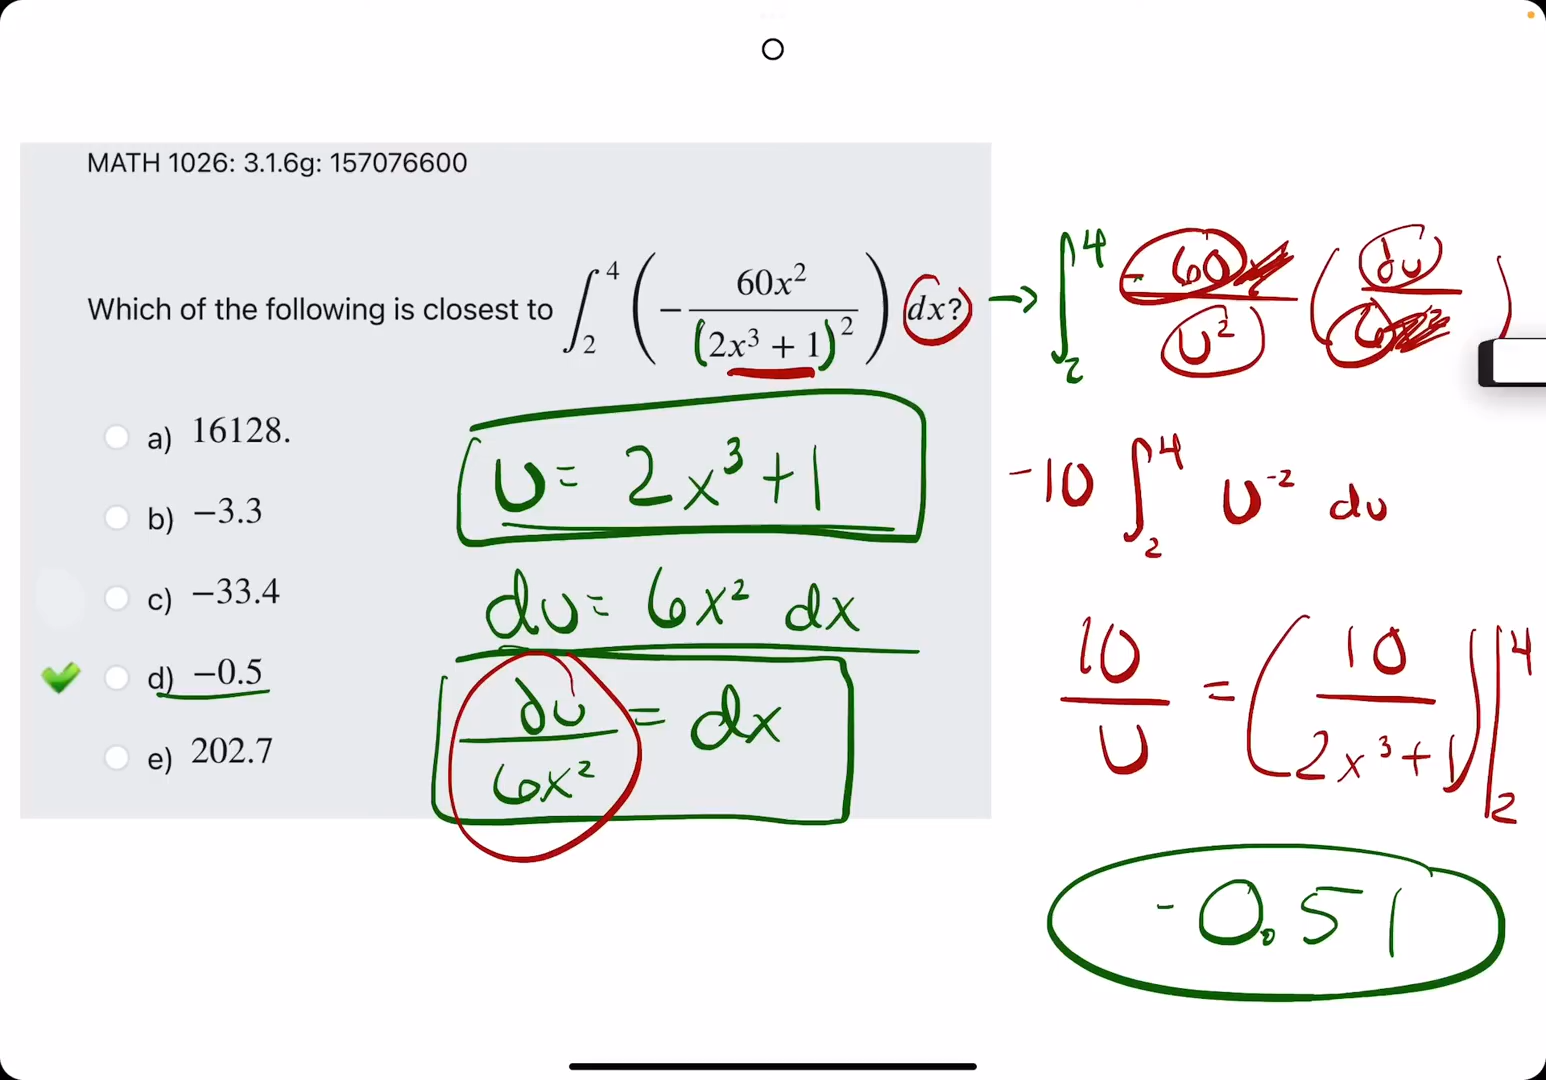 MATH 1026: 3.1.6g: 157076600
Which of the following is closest to ∫₂⁴ (− 60x² / (2x³ + 1)²) dx?
a) 16128.
b) −3.3
c) −33.4
d) −0.5
e) 202.7
U = 2x³ + 1
du = 6x² dx
du / 6x² = dx
→ ∫₂⁴ -60 / U² (du / 6)
-10 ∫₂⁴ U⁻² du
10 / U = (10 / 2x³ + 1) |₂⁴
-0.51